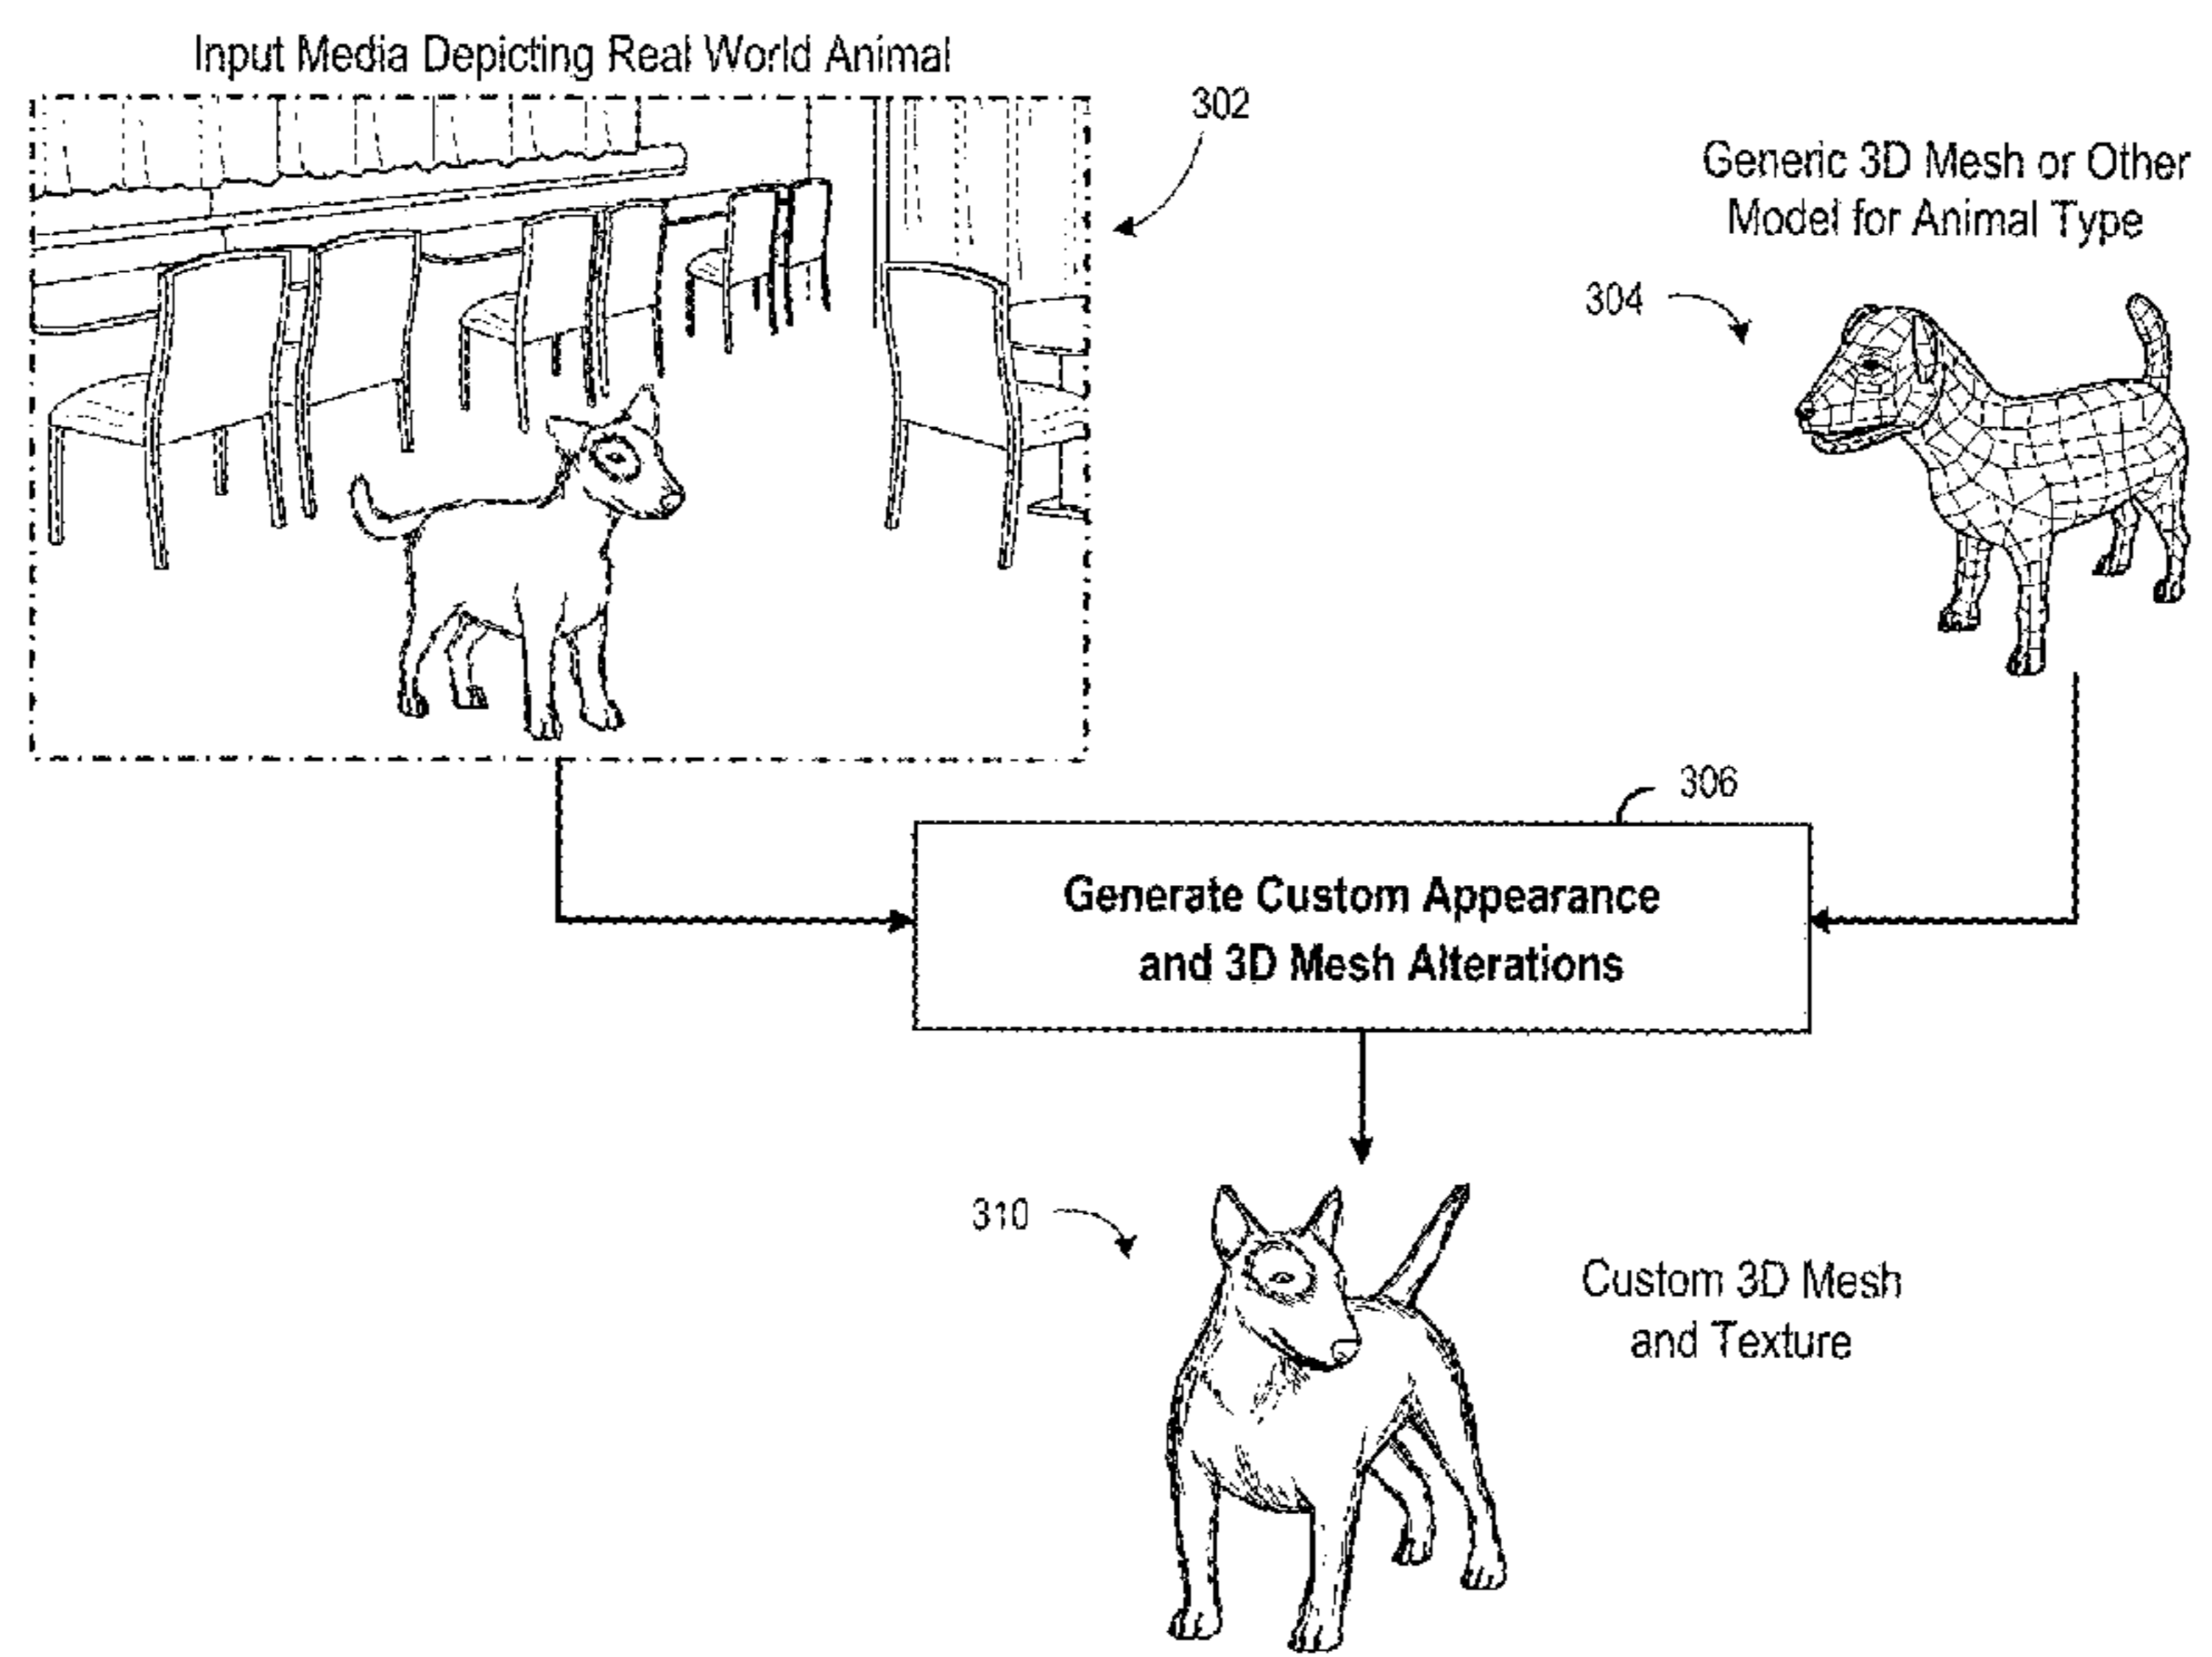 Input Media Depicting Real World Animal
302
Generic 3D Mesh or Other
Model for Animal Type
304
306
Generate Custom Appearance
and 3D Mesh Alterations
310
Custom 3D Mesh
and Texture